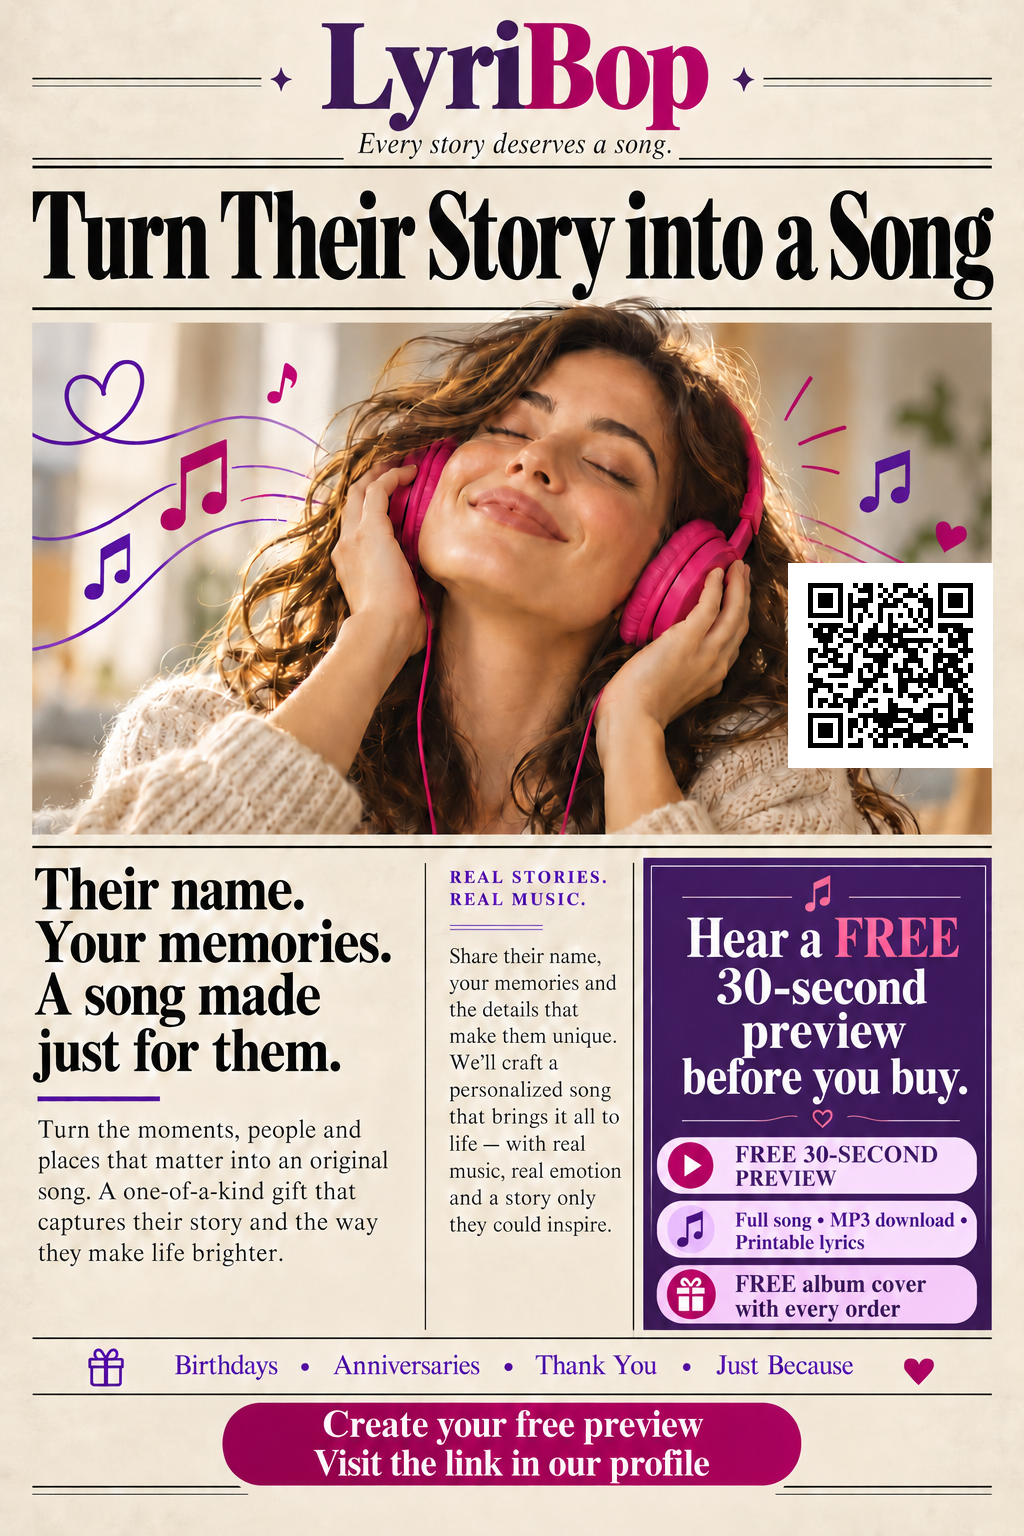 LyriBop
Every story deserves a song.
Turn Their Story into a Song
Their name.
Your memories.
A song made
just for them.
Turn the moments, people and
places that matter into an original
song. A one-of-a-kind gift that
captures their story and the way
they make life brighter.
REAL STORIES.
REAL MUSIC.
Share their name,
your memories and
the details that
make them unique.
We’ll craft a
personalized song
that brings it all to
life — with real
music, real emotion
and a story only
they could inspire.
Hear a FREE
30-second
preview
before you buy.
FREE 30-SECOND
PREVIEW
Full song • MP3 download •
Printable lyrics
FREE album cover
with every order
Birthdays • Anniversaries • Thank You • Just Because
Create your free preview
Visit the link in our profile